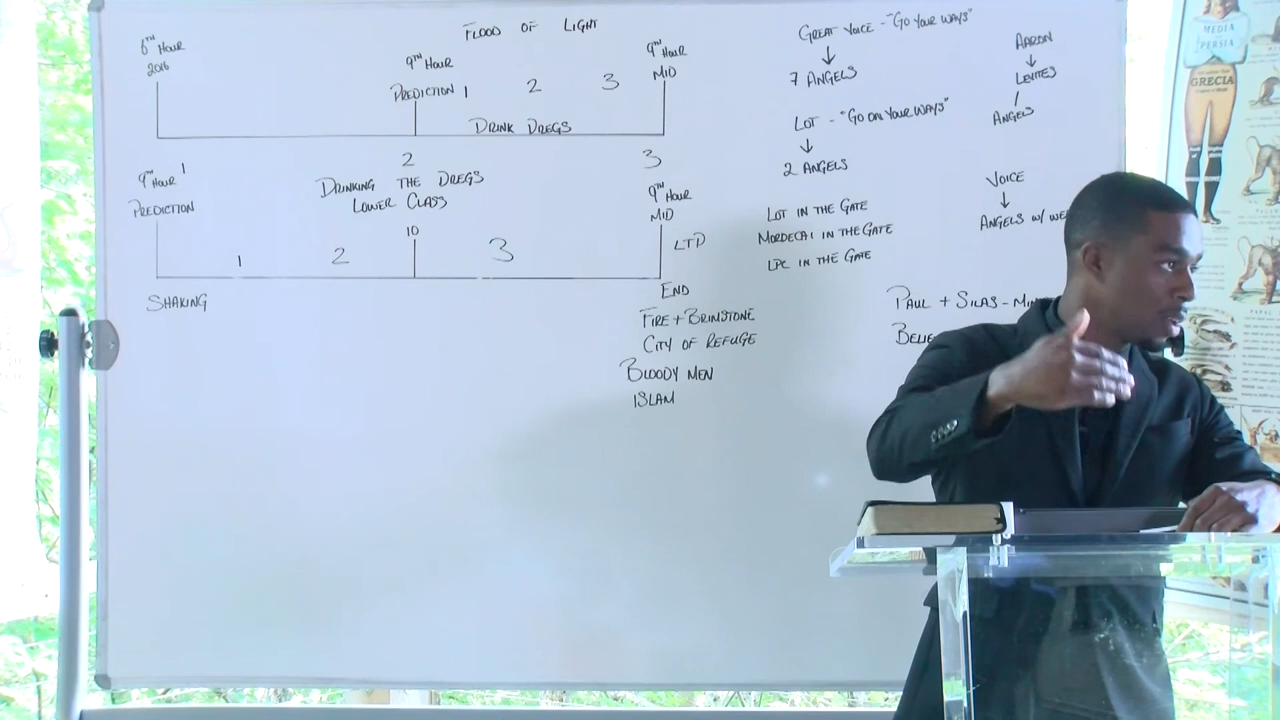 FLOOD OF LIGHT
6TH HOUR
2016
9TH HOUR
PREDICTION 1 2 3
9TH HOUR
MID
DRINK DREGS
2 3
9TH HOUR 1
PREDICTION
DRINKING THE DREGS
LOWER CLASS
10
9TH HOUR
MID
LTD
1 2 3
SHAKING
END
FIRE + BRIMSTONE
CITY OF REFUGE
BLOODY MEN
ISLAM
GREAT VOICE - "GO YOUR WAYS"
7 ANGELS
LOT - "GO ON YOUR WAYS"
2 ANGELS
LOT IN THE GATE
MORDECAI IN THE GATE
LPC IN THE GATE
AARON
LEVITES
ANGELS
VOICE
ANGELS W/ WE
PAUL + SILAS - MIN
BELIE
MEDIA
PERSIA
GRECIA